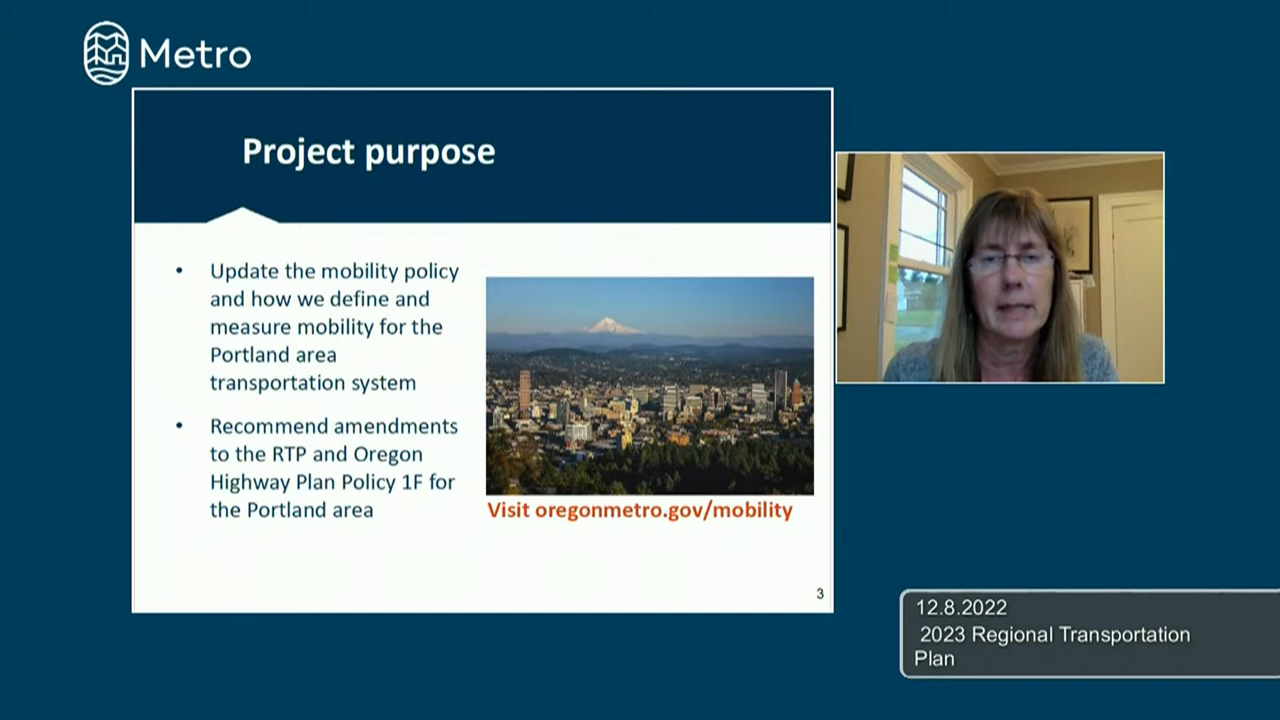 Metro
Project purpose
• Update the mobility policy
and how we define and
measure mobility for the
Portland area
transportation system
• Recommend amendments
to the RTP and Oregon
Highway Plan Policy 1F for
the Portland area
Visit oregonmetro.gov/mobility
3
12.8.2022
2023 Regional Transportation
Plan